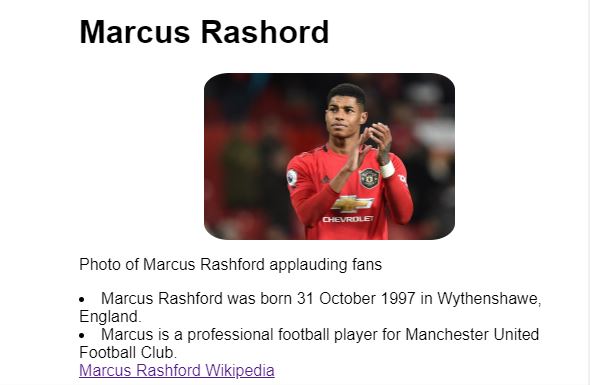 Marcus Rashord
CHEVROLET
Photo of Marcus Rashford applauding fans
• Marcus Rashford was born 31 October 1997 in Wythenshawe,
England.
• Marcus is a professional football player for Manchester United
Football Club.
Marcus Rashford Wikipedia